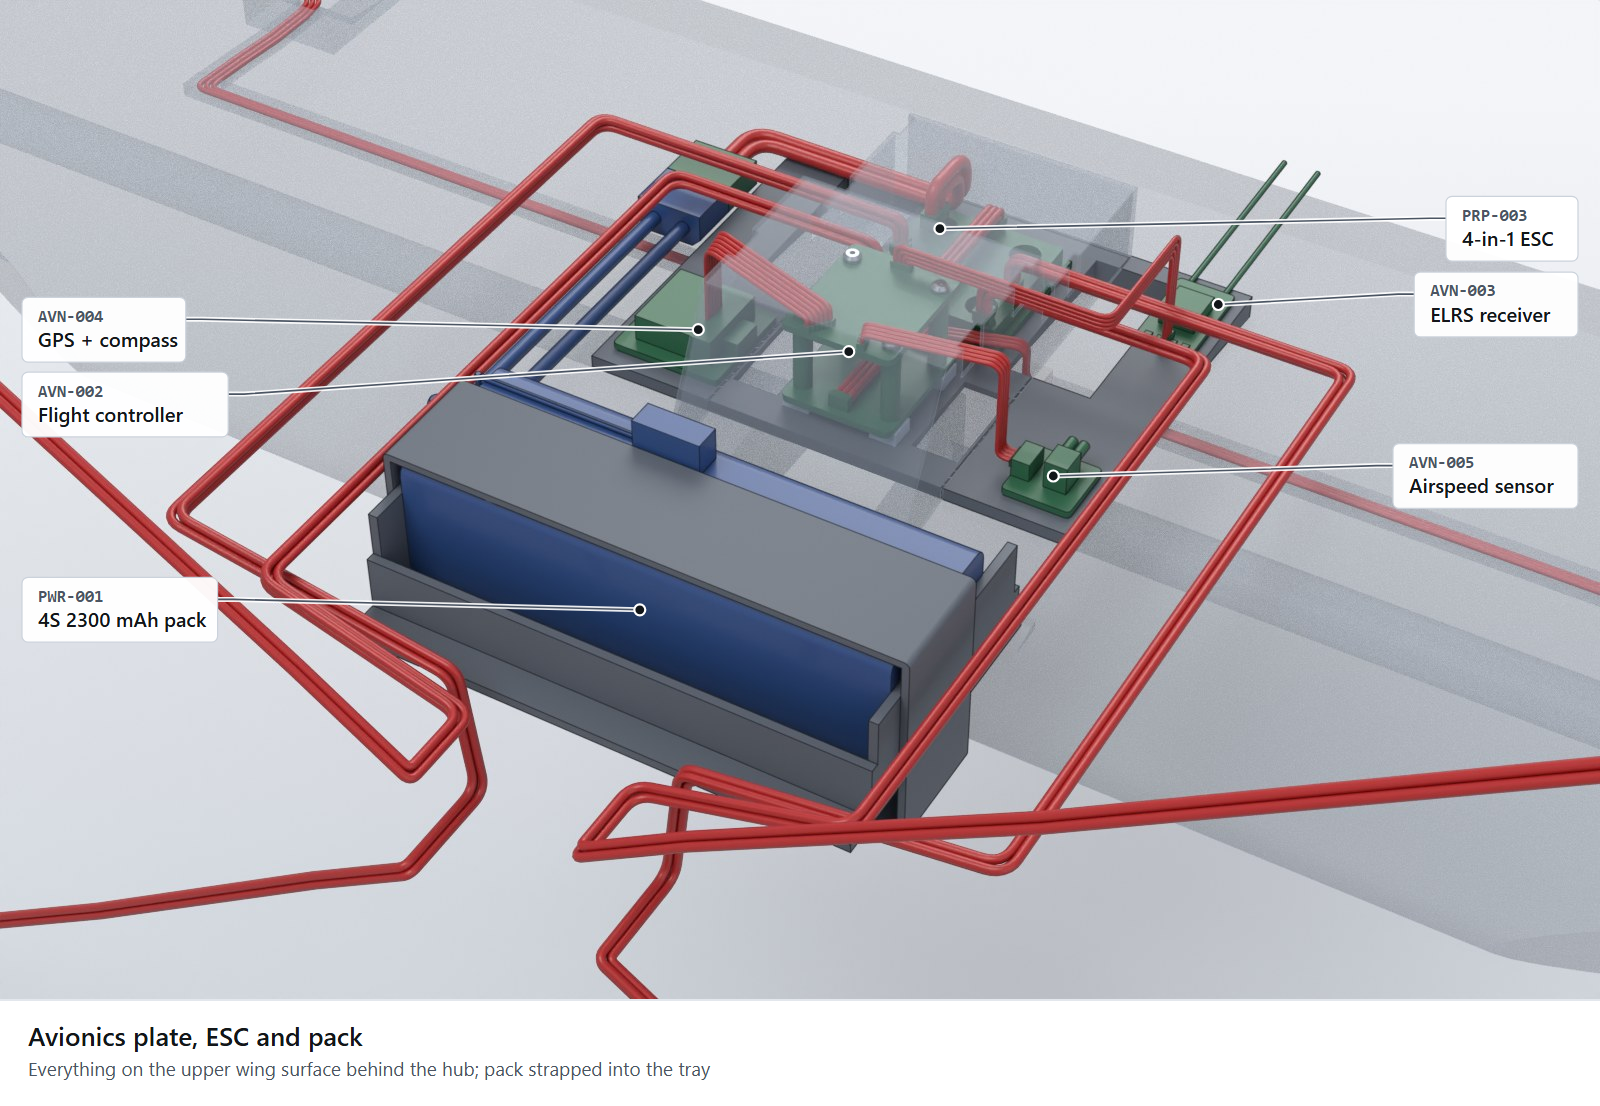 PRP-003
4-in-1 ESC
AVN-003
ELRS receiver
AVN-004
GPS + compass
AVN-002
Flight controller
AVN-005
Airspeed sensor
PWR-001
4S 2300 mAh pack
Avionics plate, ESC and pack
Everything on the upper wing surface behind the hub; pack strapped into the tray